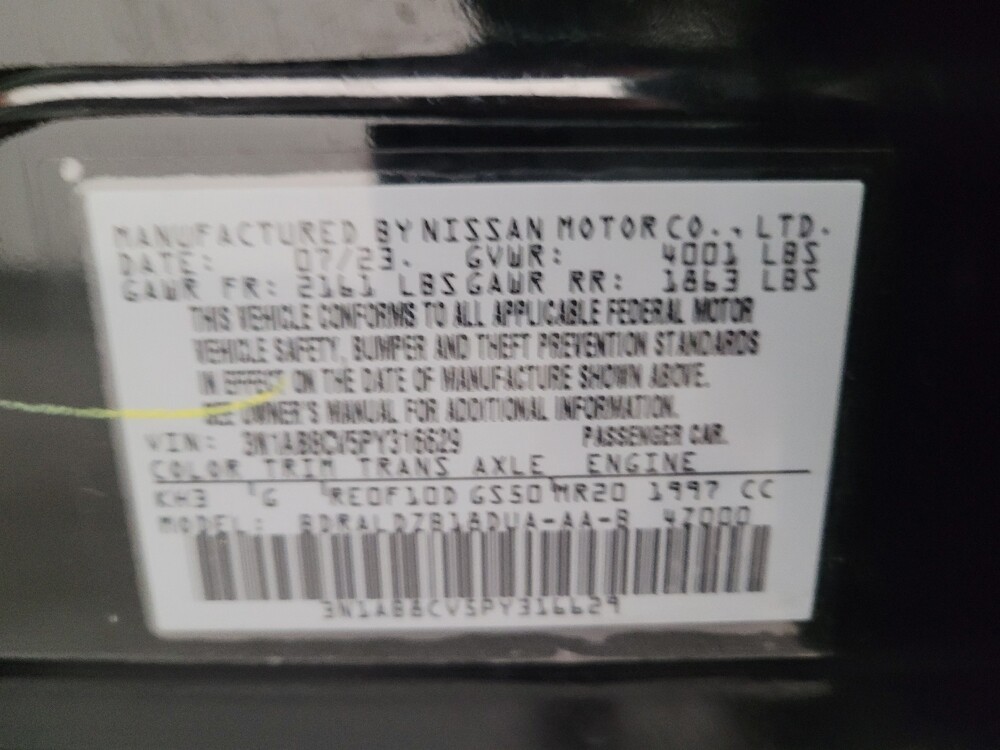 MANUFACTURED BY NISSAN MOTOR CO., LTD.
DATE: 07/23. GVWR: 4001 LBS
GAWR FR: 2161 LBS GAWR RR: 1863 LBS
THIS VEHICLE CONFORMS TO ALL APPLICABLE FEDERAL MOTOR
VEHICLE SAFETY, BUMPER AND THEFT PREVENTION STANDARDS
IN EFFECT ON THE DATE OF MANUFACTURE SHOWN ABOVE.
SEE OWNER'S MANUAL FOR ADDITIONAL INFORMATION.
VIN: 3N1AB8CV5PY316629 PASSENGER CAR.
COLOR TRIM TRANS AXLE ENGINE
KH3 G RE0F10D GS50 MR20 1997 CC
MODEL: 47000
3N1AB8CV5PY316629